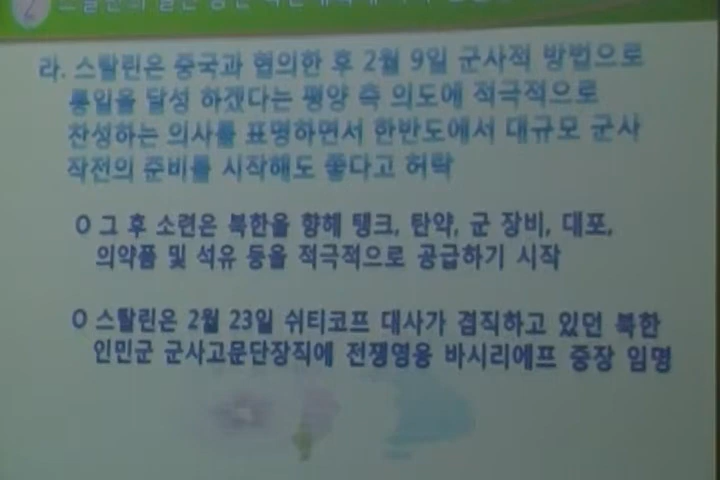 2
라. 스탈린은 중국과 협의한 후 2월 9일 군사적 방법으로
통일을 달성 하겠다는 평양 측 의도에 적극적으로
찬성하는 의사를 표명하면서 한반도에서 대규모 군사
작전의 준비를 시작해도 좋다고 허락
O 그 후 소련은 북한을 향해 탱크, 탄약, 군 장비, 대포,
의약품 및 석유 등을 적극적으로 공급하기 시작
O 스탈린은 2월 23일 쉬티코프 대사가 겸직하고 있던 북한
인민군 군사고문단장직에 전쟁영웅 바시리에프 중장 임명